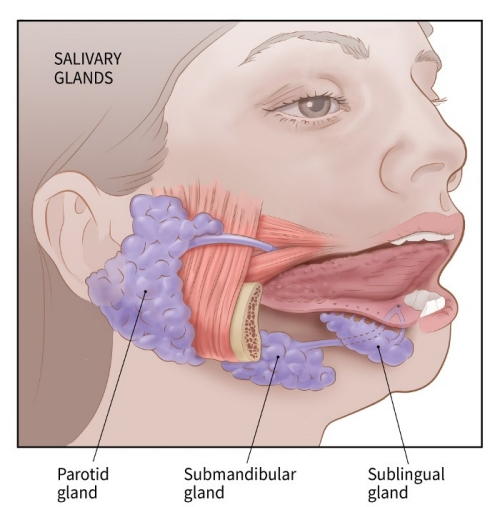 SALIVARY
GLANDS
Parotid
gland
Submandibular
gland
Sublingual
gland